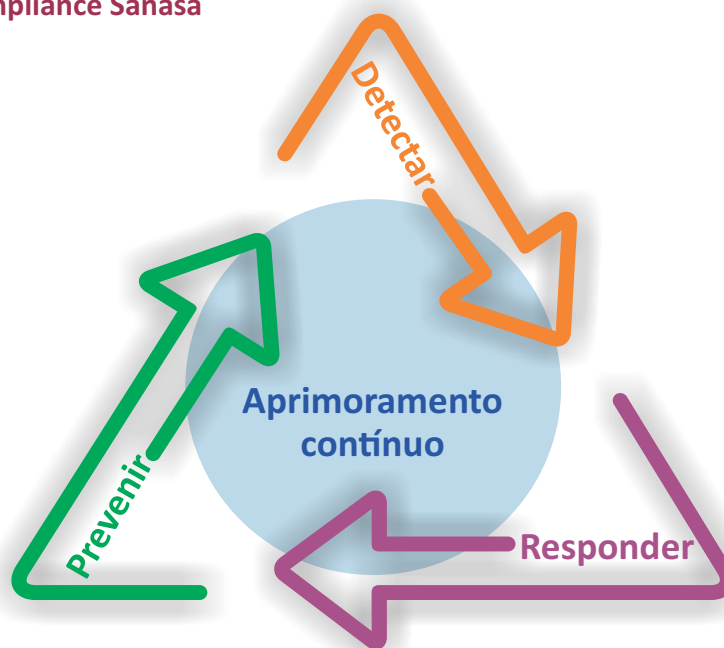 mpliance Sanasa
Detectar
Aprimoramento
contínuo
Prevenir
Responder